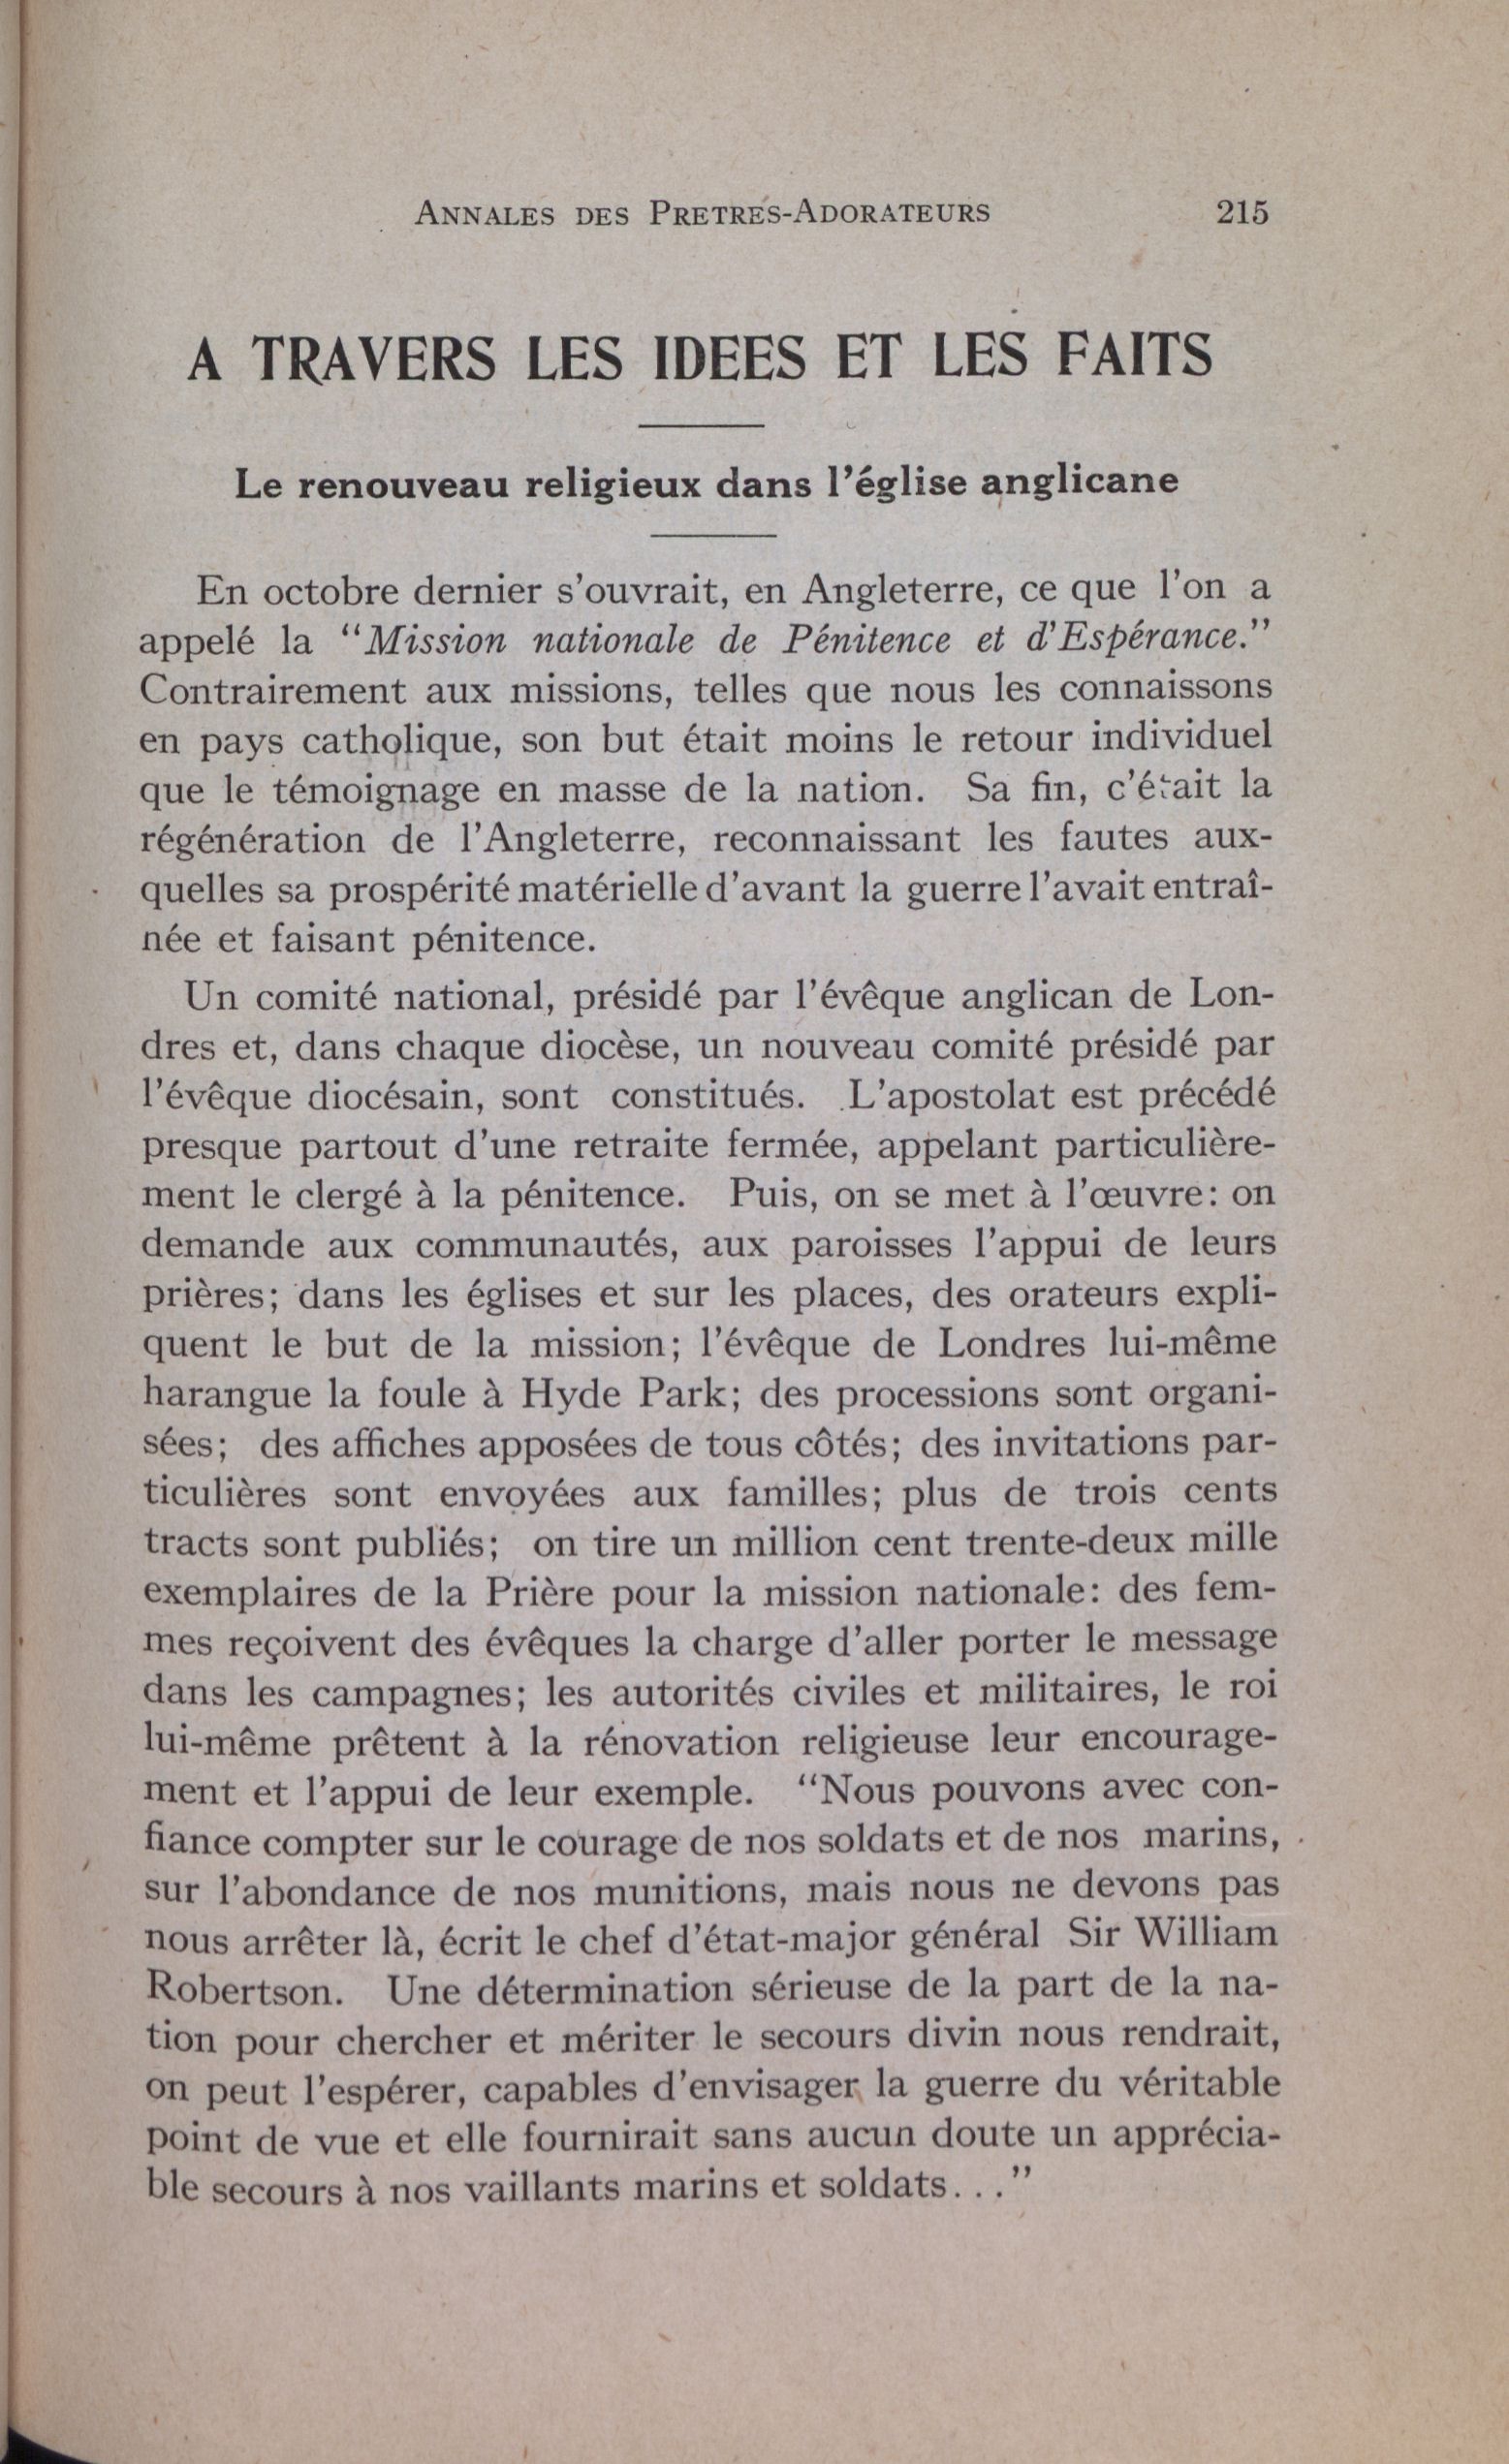 ANNALES DES PRETRES-ADORATEURS 215
A TRAVERS LES IDEES ET LES FAITS
Le renouveau religieux dans l'église anglicane
En octobre dernier s'ouvrait, en Angleterre, ce que l'on a
appelé la “Mission nationale de Pénitence et d'Espérance.”
Contrairement aux missions, telles que nous les connaissons
en pays catholique, son but était moins le retour individuel
que le témoignage en masse de la nation. Sa fin, c'était la
régénération de l'Angleterre, reconnaissant les fautes aux-
quelles sa prospérité matérielle d'avant la guerre l'avait entraî-
née et faisant pénitence.
Un comité national, présidé par l'évêque anglican de Lon-
dres et, dans chaque diocèse, un nouveau comité présidé par
l'évêque diocésain, sont constitués. L'apostolat est précédé
presque partout d'une retraite fermée, appelant particulière-
ment le clergé à la pénitence. Puis, on se met à l'œuvre: on
demande aux communautés, aux paroisses l'appui de leurs
prières; dans les églises et sur les places, des orateurs expli-
quent le but de la mission; l'évêque de Londres lui-même
harangue la foule à Hyde Park; des processions sont organi-
sées; des affiches apposées de tous côtés; des invitations par-
ticulières sont envoyées aux familles; plus de trois cents
tracts sont publiés; on tire un million cent trente-deux mille
exemplaires de la Prière pour la mission nationale: des fem-
mes reçoivent des évêques la charge d'aller porter le message
dans les campagnes; les autorités civiles et militaires, le roi
lui-même prêtent à la rénovation religieuse leur encourage-
ment et l'appui de leur exemple. “Nous pouvons avec con-
fiance compter sur le courage de nos soldats et de nos marins,
sur l'abondance de nos munitions, mais nous ne devons pas
nous arrêter là, écrit le chef d'état-major général Sir William
Robertson. Une détermination sérieuse de la part de la na-
tion pour chercher et mériter le secours divin nous rendrait,
on peut l'espérer, capables d'envisager la guerre du véritable
point de vue et elle fournirait sans aucun doute un apprécia-
ble secours à nos vaillants marins et soldats. . .”